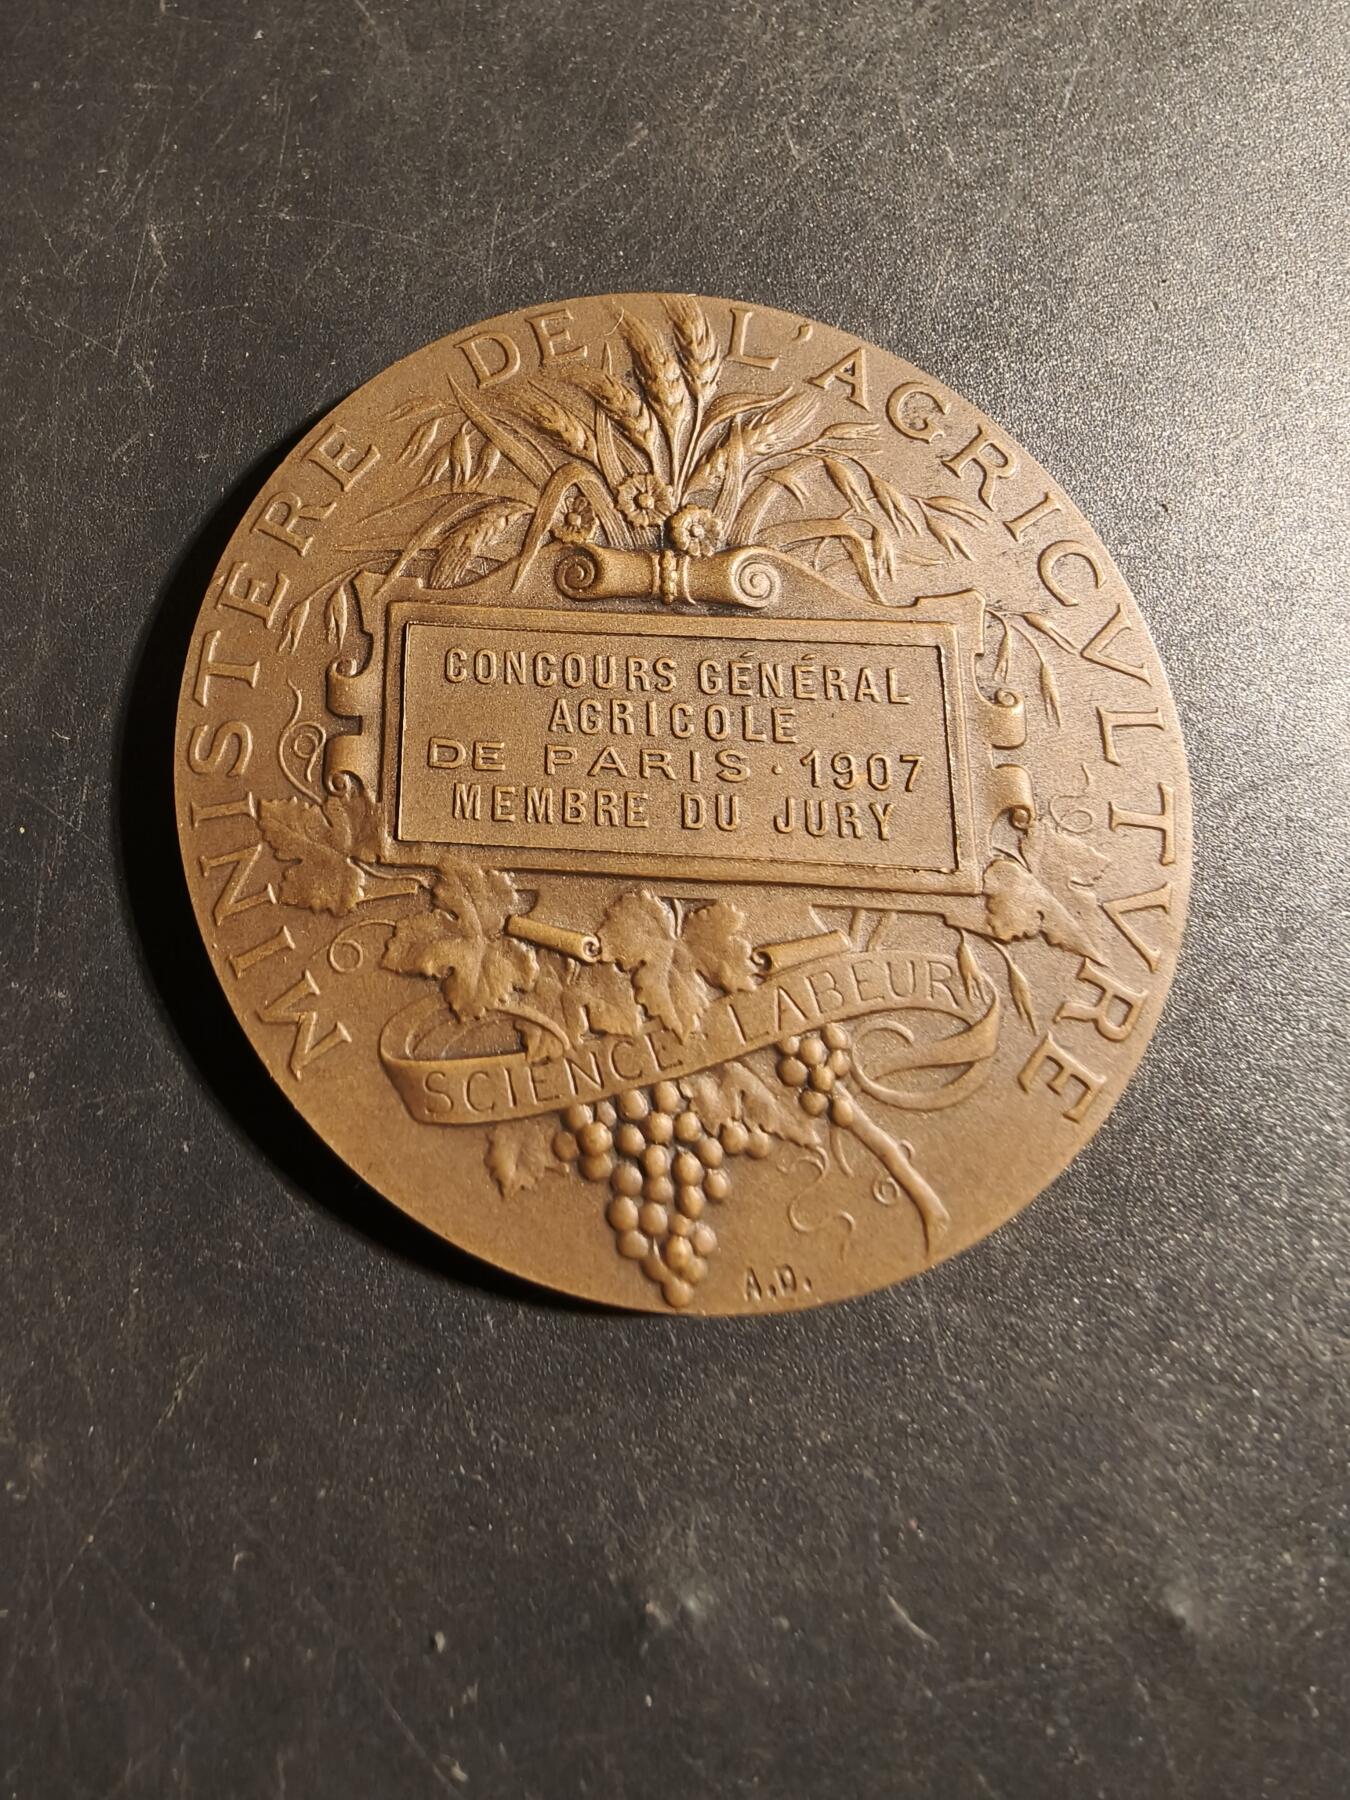 MINISTÈRE DE L'AGRICVLTVRE
CONCOURS GÉNÉRAL
AGRICOLE
DE PARIS · 1907
MEMBRE DU JURY
SCIENCE LABEUR
A.D.